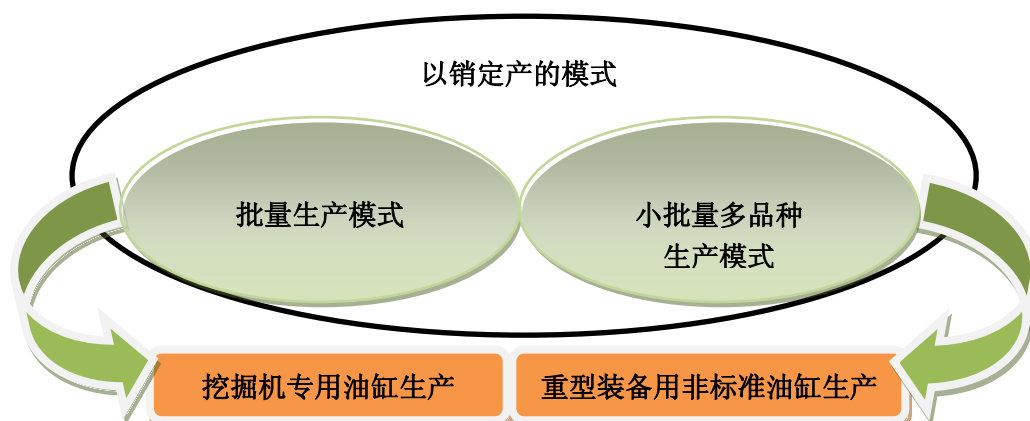 以销定产的模式
批量生产模式
小批量多品种
生产模式
挖掘机专用油缸生产
重型装备用非标准油缸生产